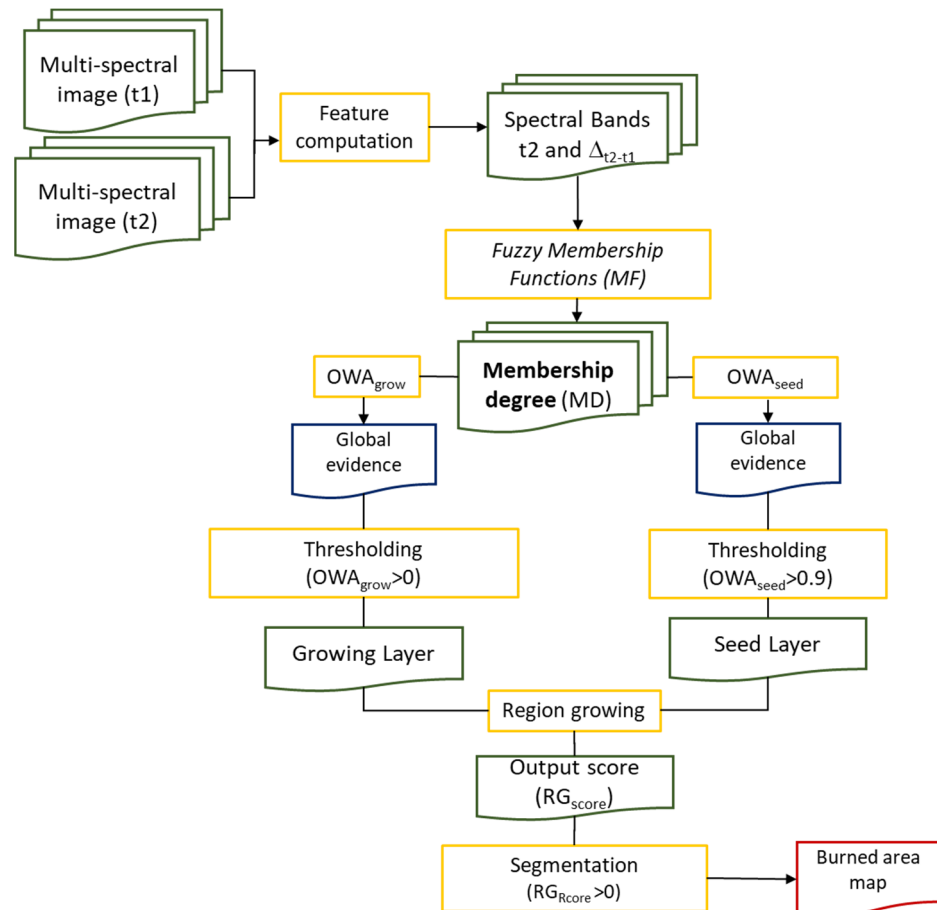 Multi-spectral
image (t1)
Multi-spectral
image (t2)
Feature
computation
Spectral Bands
t2 and Δt2-t1
Fuzzy Membership
Functions (MF)
Membership
degree (MD)
OWAgrow
OWAseed
Global
evidence
Global
evidence
Thresholding
(OWAgrow>0)
Thresholding
(OWAseed>0.9)
Growing Layer
Seed Layer
Region growing
Output score
(RGscore)
Segmentation
(RGRcore >0)
Burned area
map